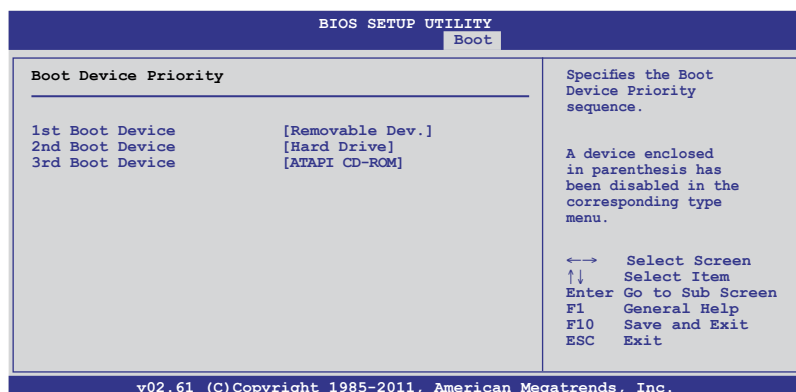 BIOS SETUP UTILITY
Boot
Boot Device Priority
1st Boot Device [Removable Dev.]
2nd Boot Device [Hard Drive]
3rd Boot Device [ATAPI CD-ROM]
Specifies the Boot
Device Priority
sequence.
A device enclosed
in parenthesis has
been disabled in the
corresponding type
menu.
←→ Select Screen
↑↓ Select Item
Enter Go to Sub Screen
F1 General Help
F10 Save and Exit
ESC Exit
v02.61 (C)Copyright 1985-2011, American Megatrends, Inc.